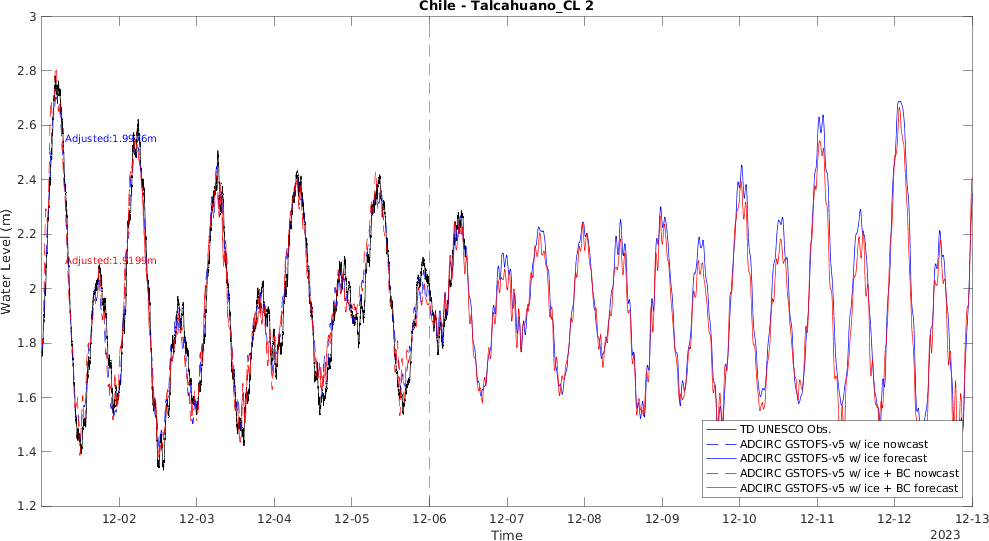 Chile - Talcahuano_CL 2
3
2.8
2.6
2.4
2.2
2
1.8
1.6
1.4
1.2
Water Level (m)
Adjusted:1.9976m
Adjusted:1.9199m
TD UNESCO Obs.
ADCIRC GSTOFS-v5 w/ ice nowcast
ADCIRC GSTOFS-v5 w/ ice forecast
ADCIRC GSTOFS-v5 w/ ice + BC nowcast
ADCIRC GSTOFS-v5 w/ ice + BC forecast
12-02 12-03 12-04 12-05 12-06 12-07 12-08 12-09 12-10 12-11 12-12 12-13
Time
2023